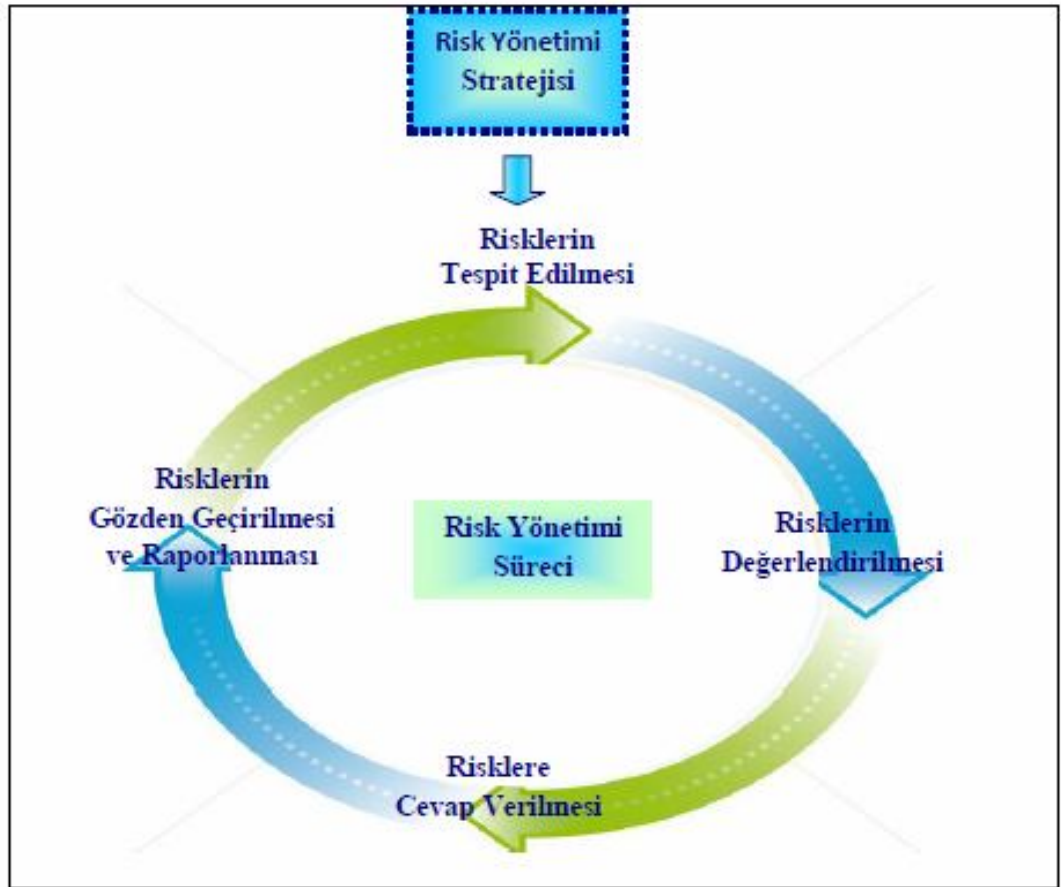 Risk Yönetimi
Stratejisi
Risklerin
Tespit Edilmesi
Risklerin
Değerlendirilmesi
Risklere
Cevap Verilmesi
Risklerin
Gözden Geçirilmesi
ve Raporlanması
Risk Yönetimi
Süreci